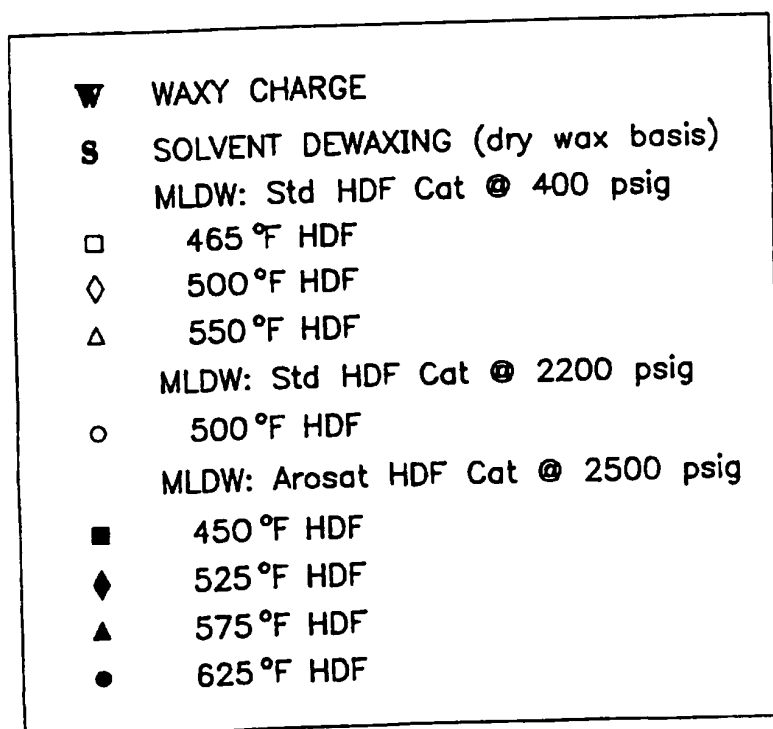 W WAXY CHARGE
S SOLVENT DEWAXING (dry wax basis)
MLDW: Std HDF Cat @ 400 psig
□ 465°F HDF
◇ 500°F HDF
△ 550°F HDF
MLDW: Std HDF Cat @ 2200 psig
○ 500°F HDF
MLDW: Arosat HDF Cat @ 2500 psig
■ 450°F HDF
◆ 525°F HDF
▲ 575°F HDF
● 625°F HDF